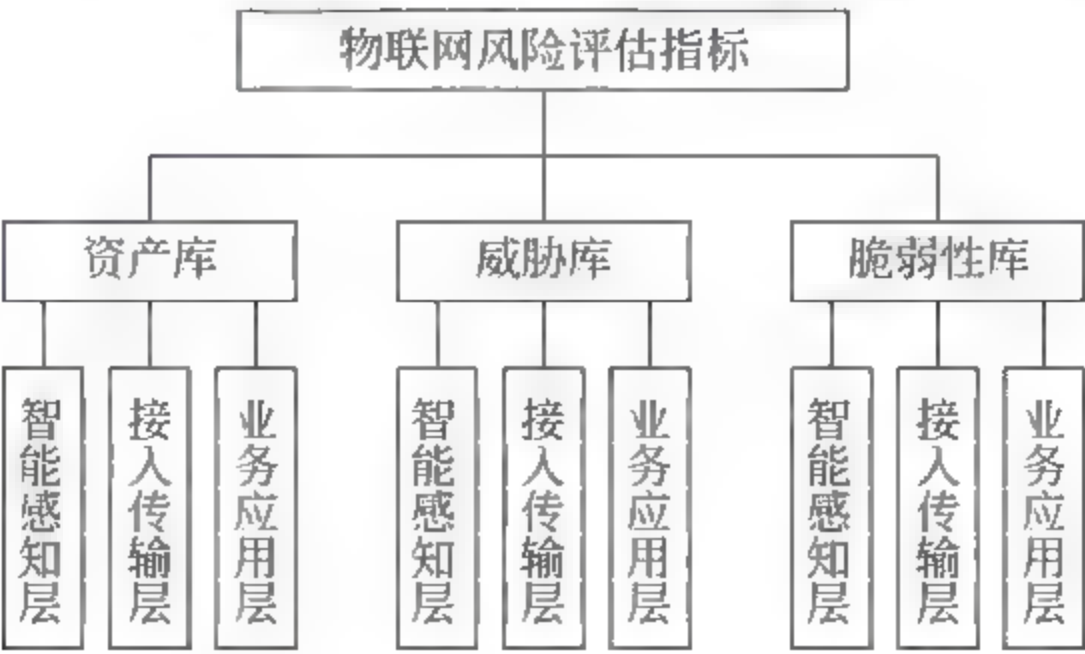 物联网风险评估指标
资产库
威胁库
脆弱性库
智能感知层
接入传输层
业务应用层
智能感知层
接入传输层
业务应用层
智能感知层
接入传输层
业务应用层